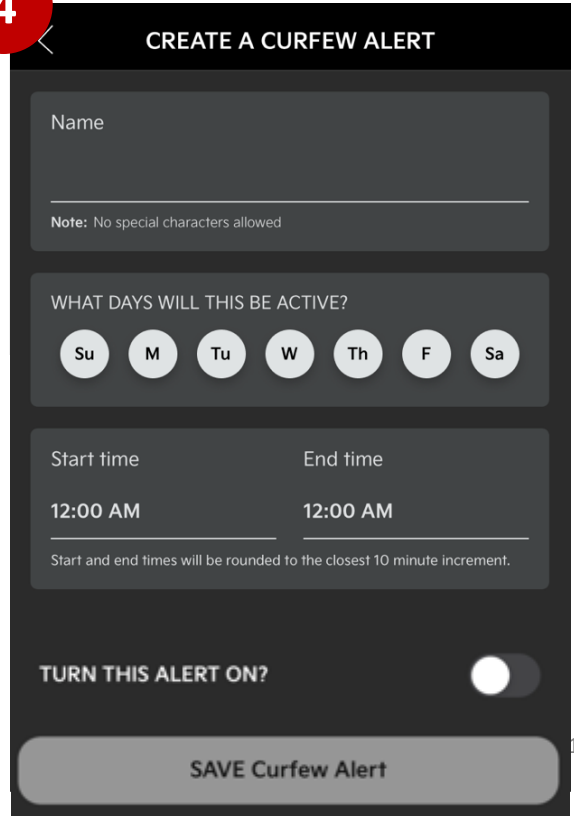 4
CREATE A CURFEW ALERT
Name
Note: No special characters allowed
WHAT DAYS WILL THIS BE ACTIVE?
Su M Tu W Th F Sa
Start time End time
12:00 AM 12:00 AM
Start and end times will be rounded to the closest 10 minute increment.
TURN THIS ALERT ON?
SAVE Curfew Alert